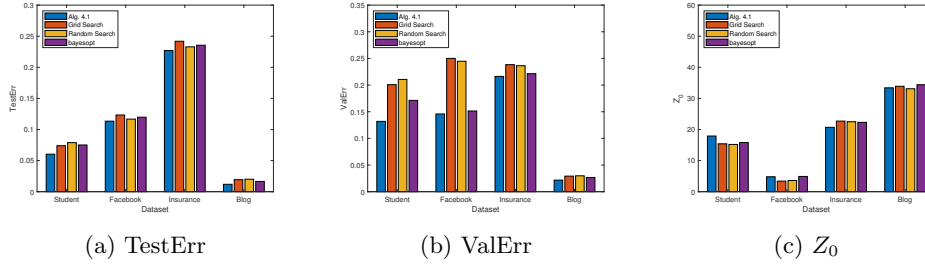 0.3
0.25
0.2
0.15
0.1
0.05
0
TestErr
Alg. 4.1
Grid Search
Random Search
bayesopt
Student Facebook Insurance Blog
Dataset
(a) TestErr
0.35
0.3
0.25
0.2
0.15
0.1
0.05
0
ValErr
Alg. 4.1
Grid Search
Random Search
bayesopt
Student Facebook Insurance Blog
Dataset
(b) ValErr
60
50
40
30
20
10
0
Z₀
Alg. 4.1
Grid Search
Random Search
bayesopt
Student Facebook Insurance Blog
Dataset
(c) Z₀